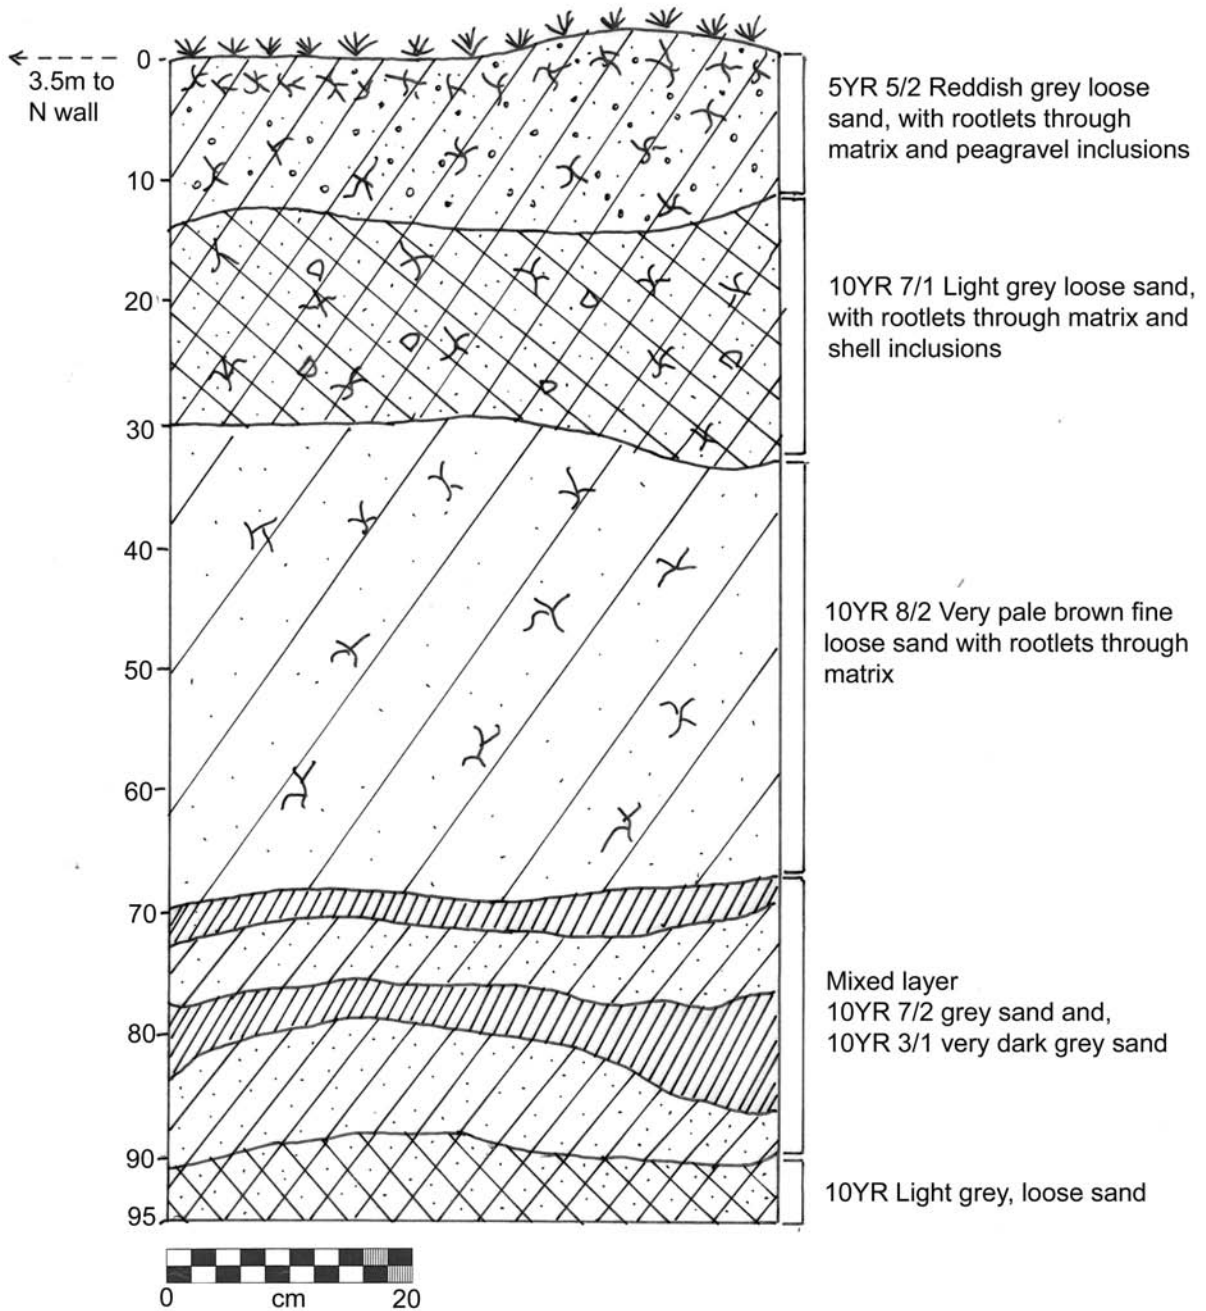 0
3.5m to
N wall
10
20
30
40
50
60
70
80
90
95
5YR 5/2 Reddish grey loose
sand, with rootlets through
matrix and peagravel inclusions
10YR 7/1 Light grey loose sand,
with rootlets through matrix and
shell inclusions
10YR 8/2 Very pale brown fine
loose sand with rootlets through
matrix
Mixed layer
10YR 7/2 grey sand and,
10YR 3/1 very dark grey sand
10YR Light grey, loose sand
0 cm 20